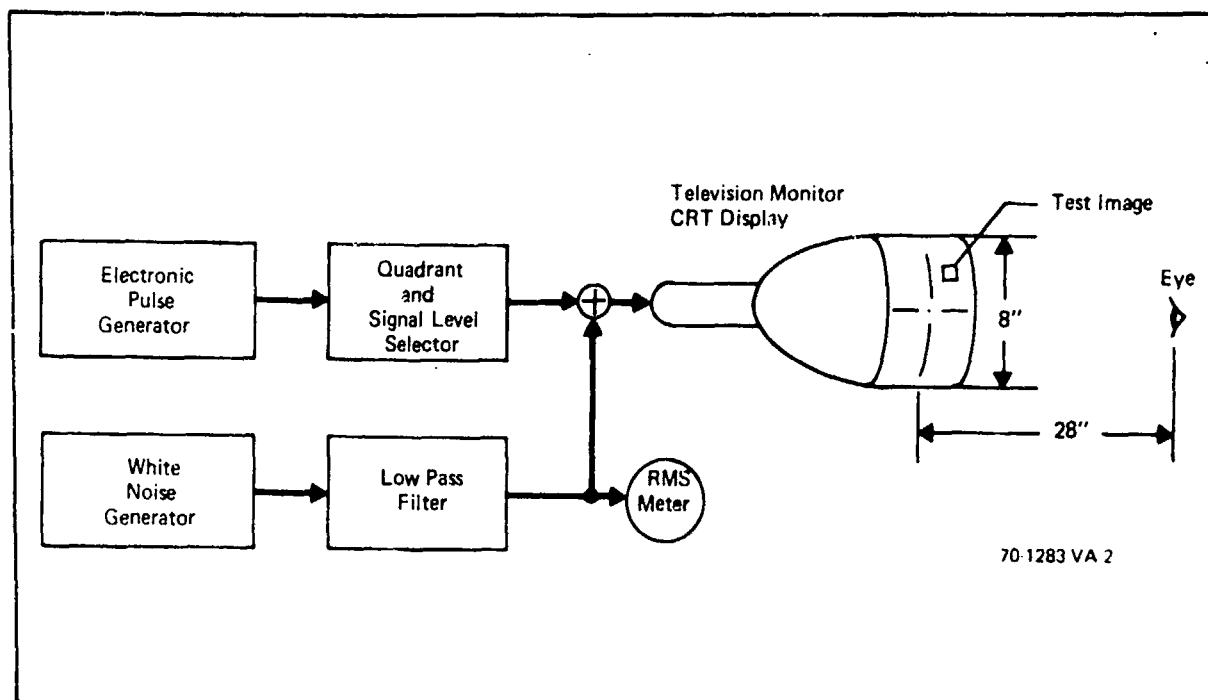 Television Monitor
CRT Display
Test Image
Electronic
Pulse
Generator
Quadrant
and
Signal Level
Selector
+
8"
Eye
28"
White
Noise
Generator
Low Pass
Filter
RMS
Meter
70-1283 VA 2